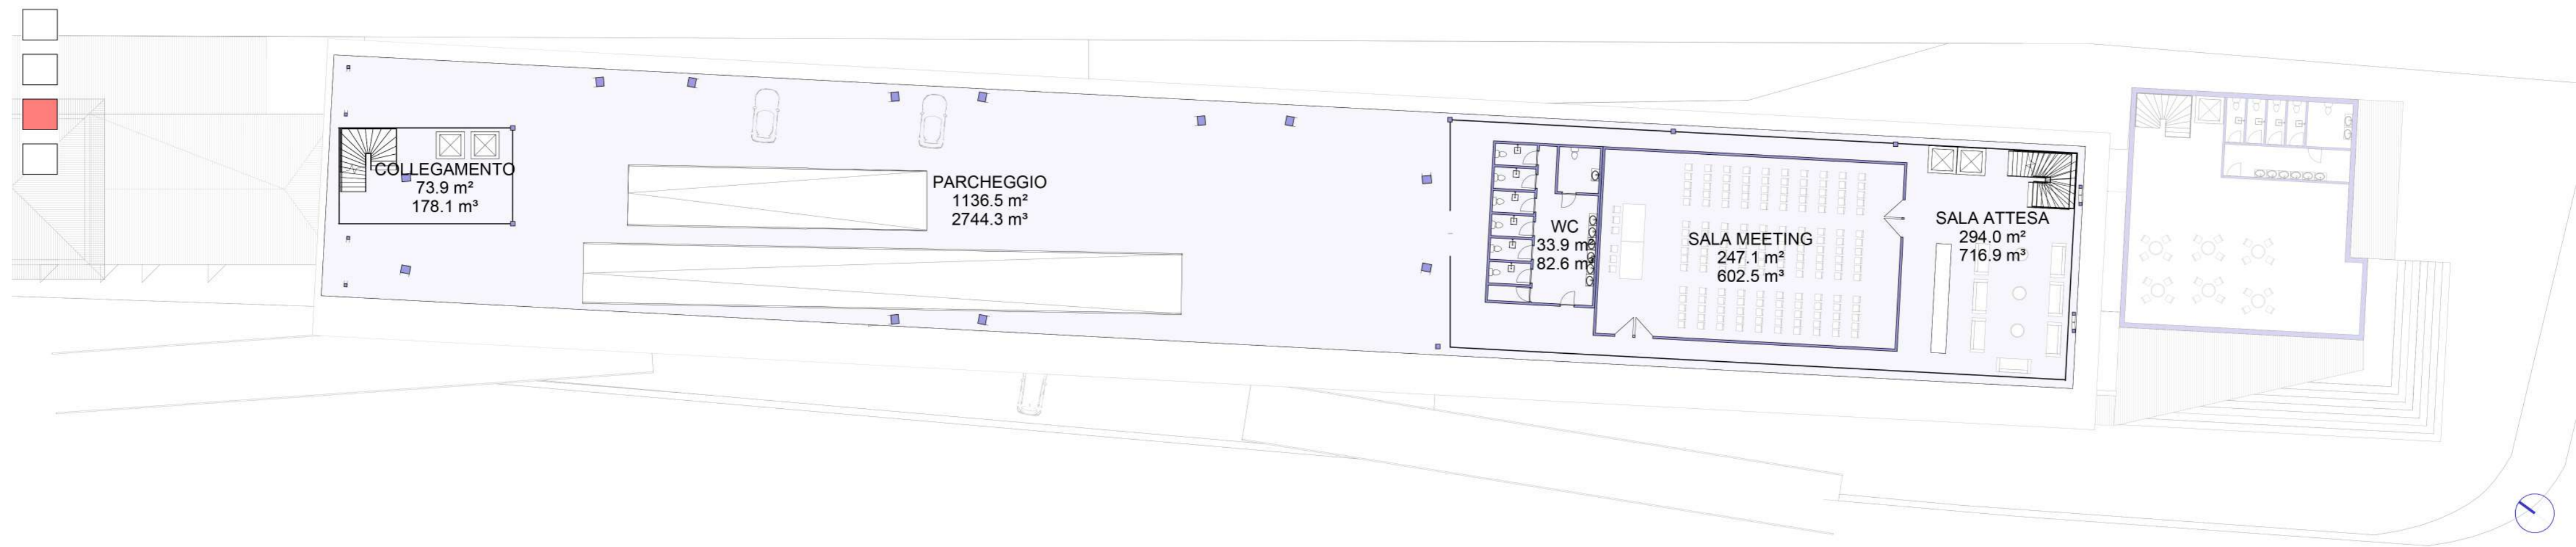 COLLEGAMENTO
73.9 m²
178.1 m³
PARCHEGGIO
1136.5 m²
2744.3 m³
WC
33.9 m²
82.6 m³
SALA MEETING
247.1 m²
602.5 m³
SALA ATTESA
294.0 m²
716.9 m³